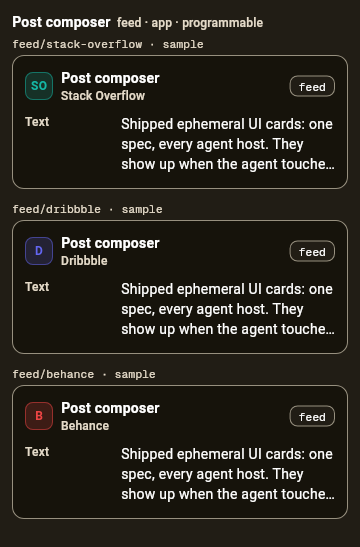 Post composer feed · app · programmable
feed/stack-overflow · sample
SO
Post composer
Stack Overflow
feed
Text
Shipped ephemeral UI cards: one
spec, every agent host. They
show up when the agent touche…
feed/dribbble · sample
D
Post composer
Dribbble
feed
Text
Shipped ephemeral UI cards: one
spec, every agent host. They
show up when the agent touche…
feed/behance · sample
B
Post composer
Behance
feed
Text
Shipped ephemeral UI cards: one
spec, every agent host. They
show up when the agent touche…